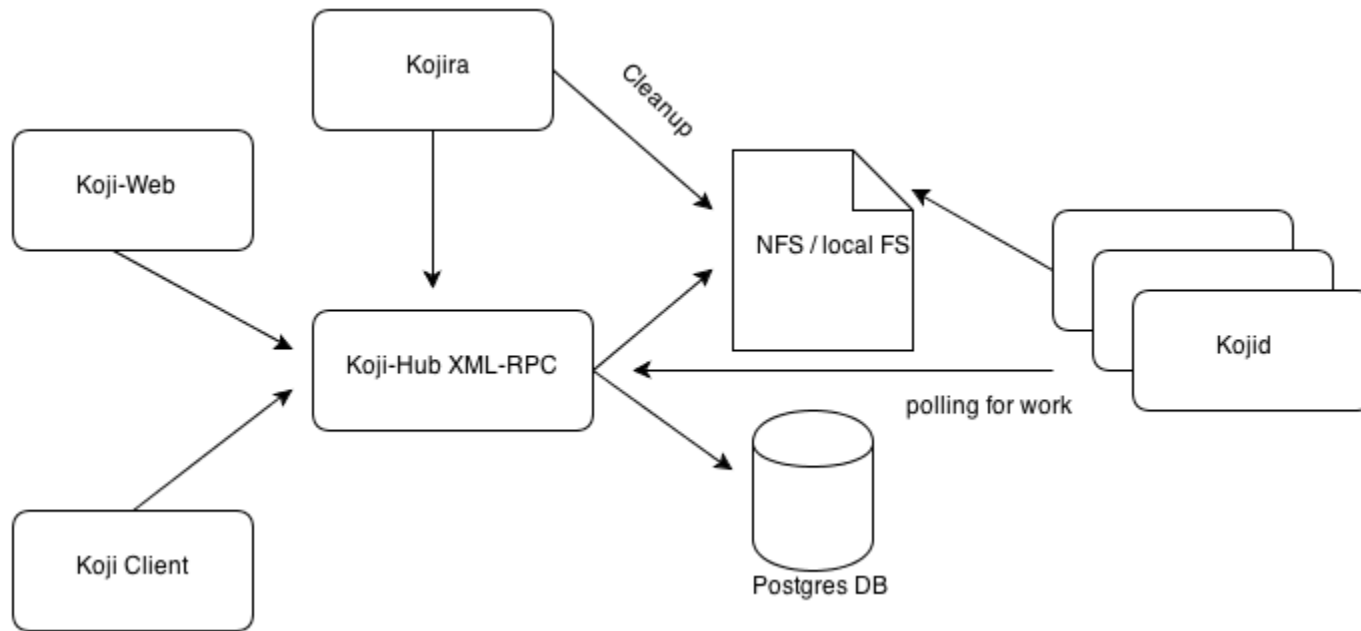 Kojira
Cleanup
Koji-Web
NFS / local FS
Koji-Hub XML-RPC
Kojid
polling for work
Koji Client
Postgres DB